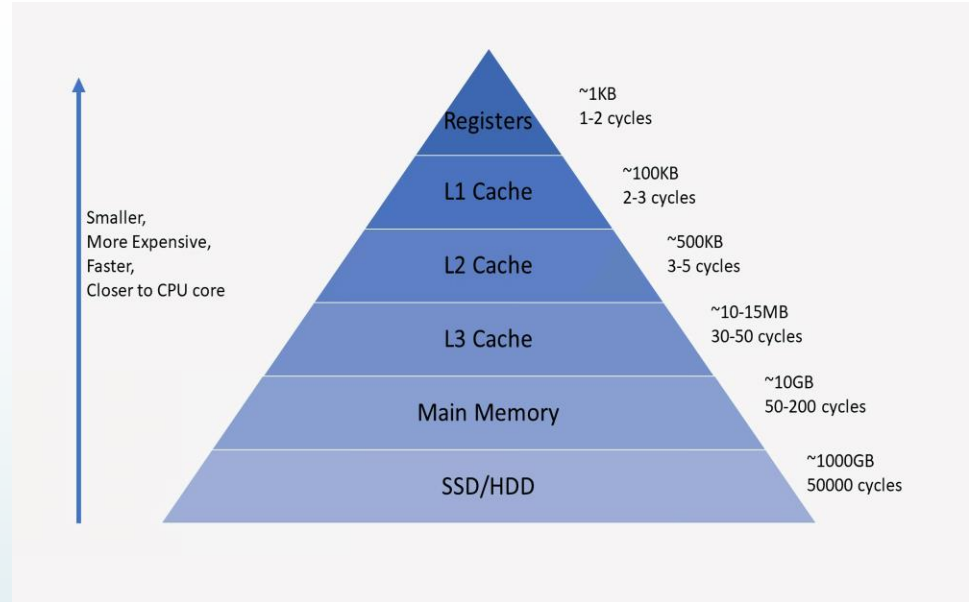 Smaller,
More Expensive,
Faster,
Closer to CPU core
Registers
~1KB
1-2 cycles
L1 Cache
~100KB
2-3 cycles
L2 Cache
~500KB
3-5 cycles
L3 Cache
~10-15MB
30-50 cycles
Main Memory
~10GB
50-200 cycles
SSD/HDD
~1000GB
50000 cycles